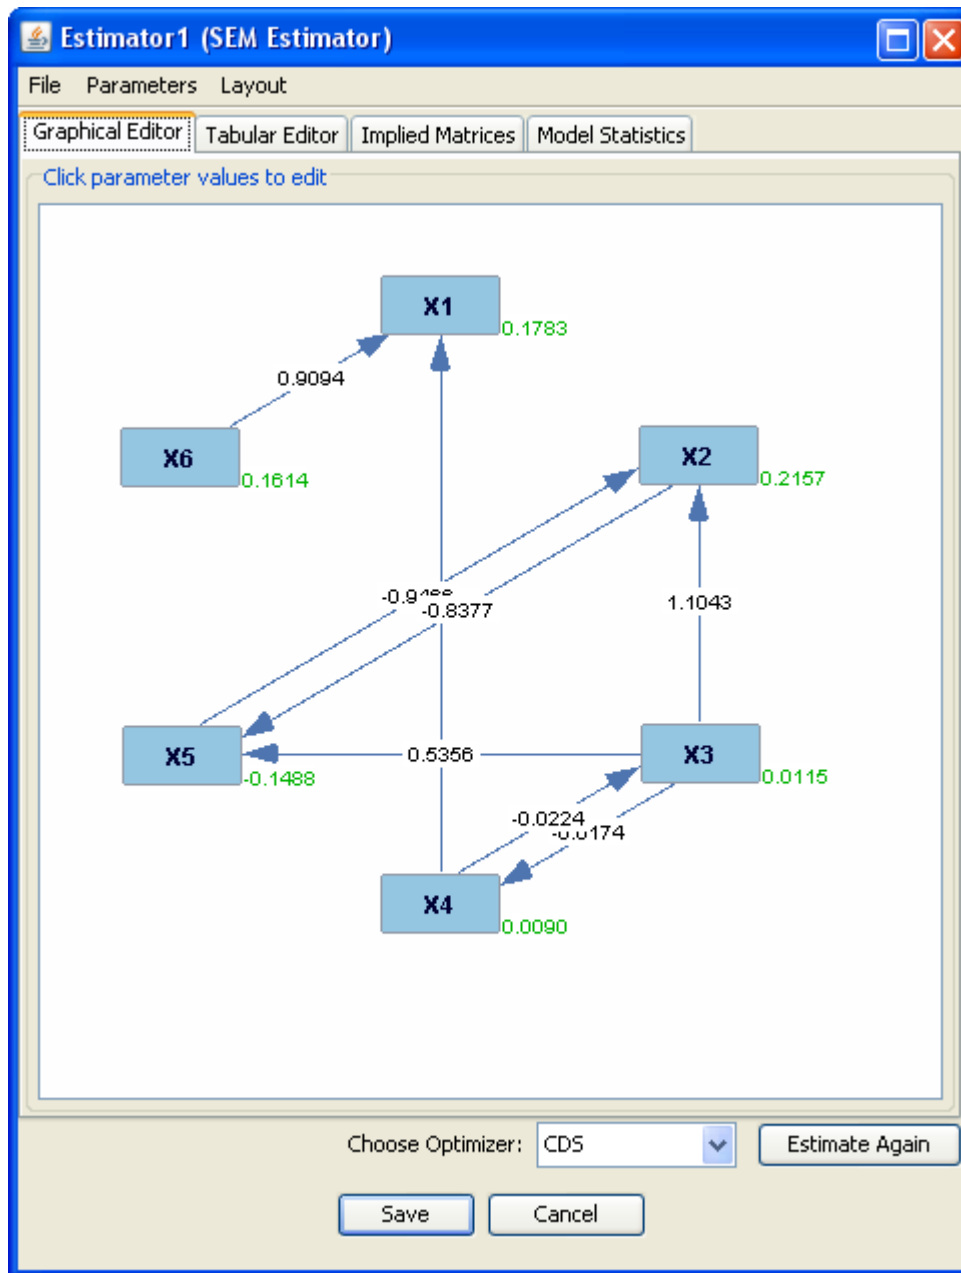 Estimator1 (SEM Estimator)
File Parameters Layout
Graphical Editor Tabular Editor Implied Matrices Model Statistics
Click parameter values to edit
X1
0.1783
0.9094
X6
0.1614
X2
0.2157
-0.8377
1.1043
X5
-0.1488
0.5356
X3
0.0115
-0.0224
X4
0.0090
Choose Optimizer: CDS Estimate Again
Save Cancel